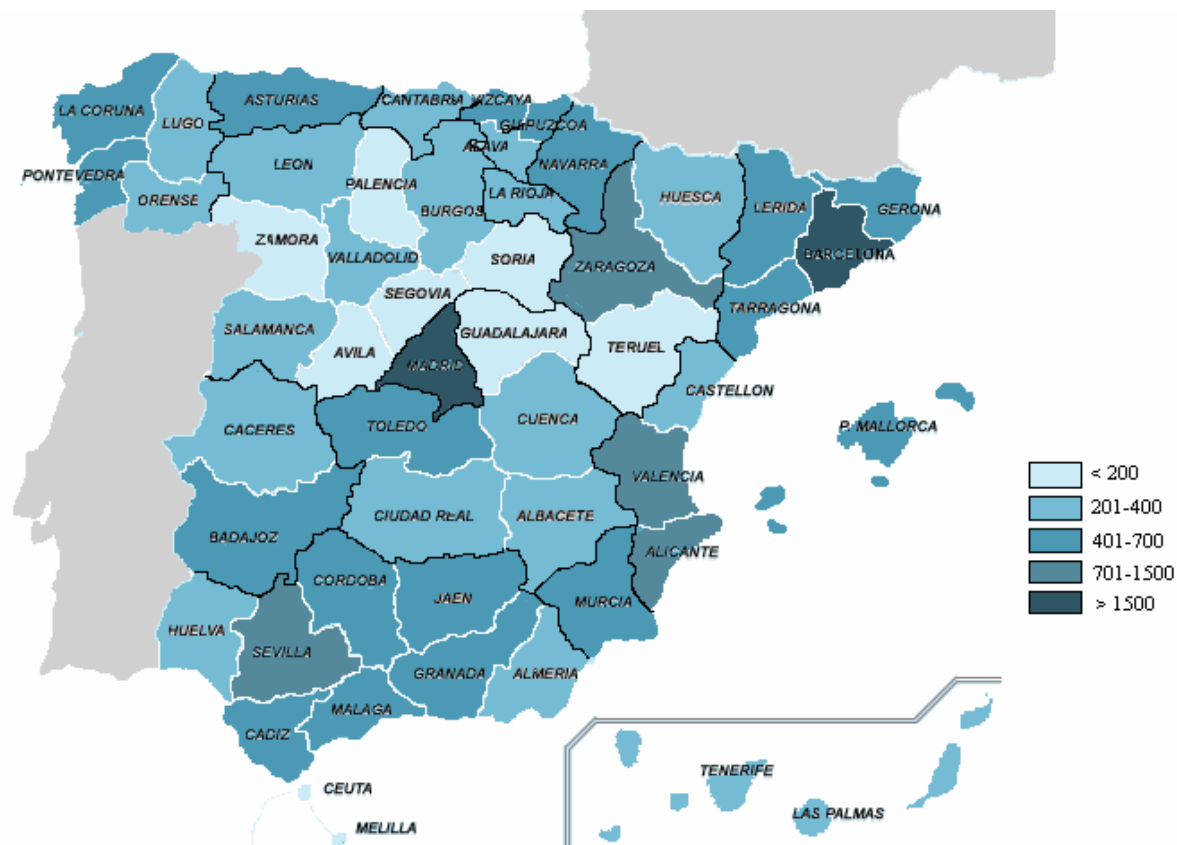 ASTURIAS
CANTABRIA
VIZCAYA
LA CORUNA
GUIPUZCOA
LUGO
ALAVA
LEON
NAVARRA
PONTEVEDRA
PALENCIA
LA RIOJA
HUESCA
ORENSE
BURGOS
LERIDA
GERONA
ZAMORA
VALLADOLID
SORIA
ZARAGOZA
BARCELONA
SEGOVIA
TARRAGONA
SALAMANCA
GUADALAJARA
AVILA
MADRID
TERUEL
CASTELLON
CACERES
TOLEDO
CUENCA
P. MALLORCA
VALENCIA
< 200
201-400
CIUDAD REAL
ALBACETE
BADAJOZ
401-700
ALICANTE
701-1500
CORDOBA
JAEN
MURCIA
> 1500
HUELVA
SEVILLA
GRANADA
ALMERIA
MALAGA
CADIZ
TENERIFE
CEUTA
LAS PALMAS
MELILLA